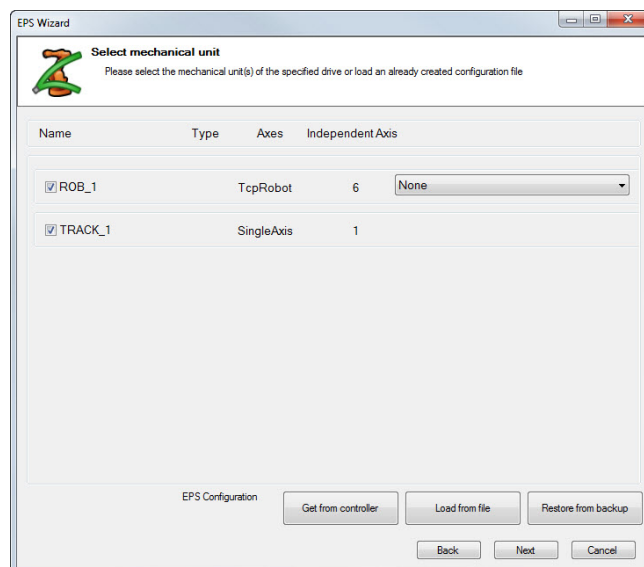 EPS Wizard
Select mechanical unit
Please select the mechanical unit(s) of the specified drive or load an already created configuration file
Name Type Axes Independent Axis
ROB_1 TcpRobot 6 None
TRACK_1 SingleAxis 1
EPS Configuration Get from controller Load from file Restore from backup
Back Next Cancel